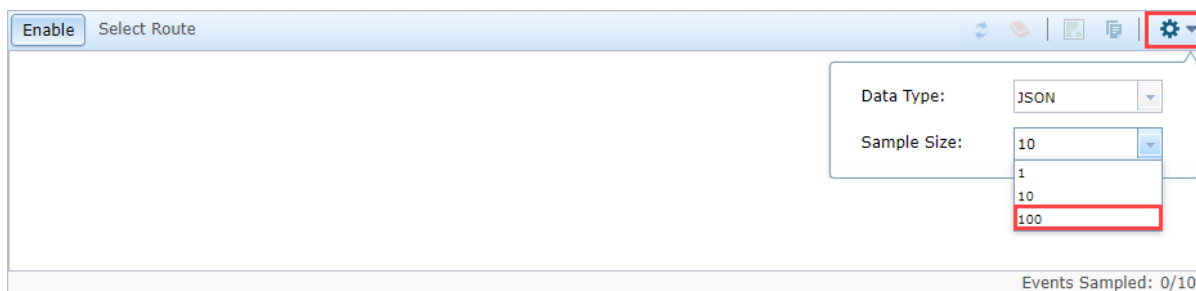 Enable Select Route
Data Type: JSON
Sample Size: 10
1
10
100
Events Sampled: 0/10